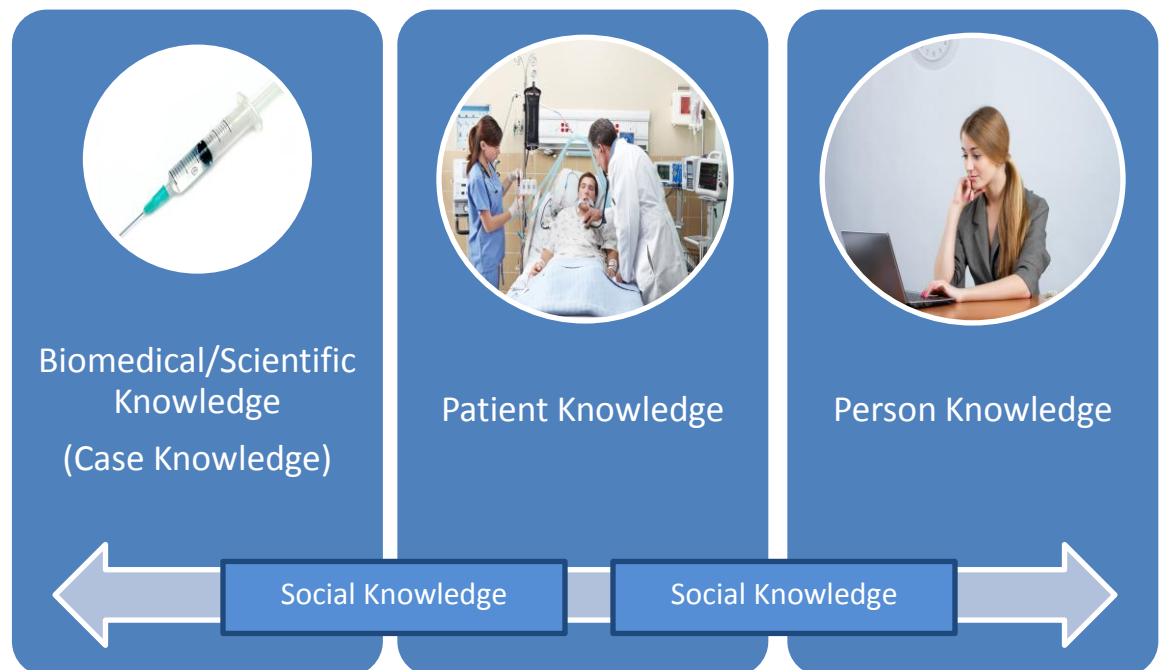 Biomedical/Scientific
Knowledge
(Case Knowledge)
Patient Knowledge
Person Knowledge
Social Knowledge
Social Knowledge